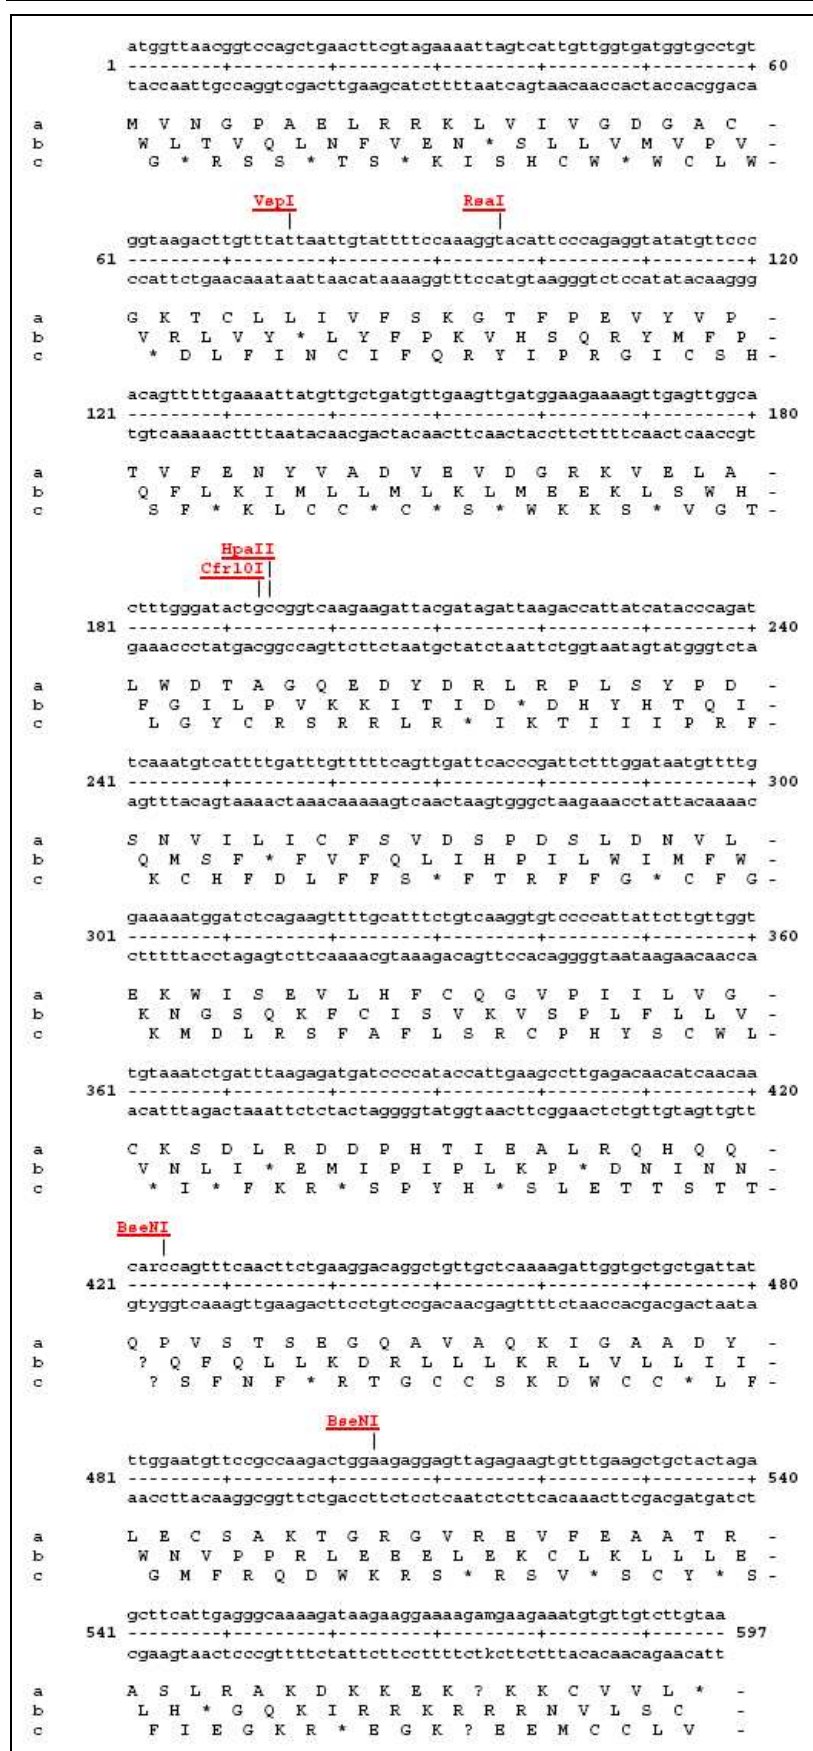 atggttaacggtccagctgaacttcgtagaaaattagtcattgttggtgatggtgcctgt
1 ---------+---------+---------+---------+---------+---------+ 60
taccaattgccaggtcgacttgaagcatcttttaatcagtaacaaccactaccacggaca
a M V N G P A E L R R K L V I V G D G A C -
b W L T V Q L N F V E N * S L L V M V P V -
c G * R S S * T S * K I S H C W * W C L W -
VspI RsaI
ggtaagacttgtttattaattgtattttccaaaggtacattcccagaggtatatgttccc
61 ---------+---------+---------+---------+---------+---------+ 120
ccattctgaacaaataattaacataaaaggtttccatgtaagggtctccatatacaaggg
a G K T C L L I V F S K G T F P E V Y V P -
b V R L V Y * L Y F P K V H S Q R Y M F P -
c * D L F I N C I F Q R Y I P R G I C S H -
acagtttttgaaaattatgttgctgatgttgaagttgatggaagaaaagttgagttggca
121 ---------+---------+---------+---------+---------+---------+ 180
tgtcaaaaacttttaatacaacgactacaacttcaactaccttcttttcaactcaaccgt
a T V F E N Y V A D V E V D G R K V E L A -
b Q F L K I M L L M L K L M E E K L S W H -
c S F * K L C C * C * S * W K K S * V G T -
HpaII
Cfr10I
ctttgggatactgccggtcaagaagattacgatagattaagaccattatcatacccagat
181 ---------+---------+---------+---------+---------+---------+ 240
gaaaccctatgacggccagttcttctaatgctatctaattctggtaatagtatgggtcta
a L W D T A G Q E D Y D R L R P L S Y P D -
b F G I L P V K K I T I D * D H Y H T Q I -
c L G Y C R S R R L R * I K T I I I P R F -
tcaaatgtcattttgatttgtttttcagttgattcacccgattctttggataatgttttg
241 ---------+---------+---------+---------+---------+---------+ 300
agtttacagtaaaactaaacaaaaagtcaactaagtgggctaagaaacctattacaaaac
a S N V I L I C F S V D S P D S L D N V L -
b Q M S F * F V F Q L I H P I L W I M F W -
c K C H F D L F F S * F T R F F G * C F G -
gaaaaatggatctcagaagttttgcatttctgtcaaggtgtccccattattcttgttggt
301 ---------+---------+---------+---------+---------+---------+ 360
ctttttacctagagtcttcaaaacgtaaagacagttccacaggggtaataagaacaacca
a E K W I S E V L H F C Q G V P I I L V G -
b K N G S Q K F C I S V K V S P L F L L V -
c K M D L R S F A F L S R C P H Y S C W L -
tgtaaatctgatttaagagatgatccccataccattgaagccttgagacaacatcaacaa
361 ---------+---------+---------+---------+---------+---------+ 420
acatttagactaaattctctactaggggtatggtaacttcggaactctgttgtagttgtt
a C K S D L R D D P H T I E A L R Q H Q Q -
b V N L I * E M I P I P L K P * D N I N N -
c * I * F K R * S P Y H * S L E T T S T T -
BseNI
carccagtttcaacttctgaaggacaggctgttgctcaaaagattggtgctgctgattat
421 ---------+---------+---------+---------+---------+---------+ 480
gtyggtcaaagttgaagacttcctgtccgacaacgagttttctaaccacgacgactaata
a Q P V S T S E G Q A V A Q K I G A A D Y -
b ? Q F Q L L K D R L L L K R L V L L I I -
c ? S F N F * R T G C C S K D W C C * L F -
BseNI
ttggaatgttccgccaagactggaagaggagttagagaagtgtttgaagctgctactaga
481 ---------+---------+---------+---------+---------+---------+ 540
aaccttacaaggcggttctgaccttctcctcaatctcttcacaaacttcgacgatgatct
a L E C S A K T G R G V R E V F E A A T R -
b W N V P P R L E E E L E K C L K L L L E -
c G M F R Q D W K R S * R S V * S C Y * S -
gcttcattgagggcaaaagataagaaggaaaagamgaagaaatgtgttgtcttgtaa
541 ---------+---------+---------+---------+---------+------- 597
cgaagtaactcccgttttctattcttccttttctkcttctttacacaacagaacatt
a A S L R A K D K K E K ? K K C V V L * -
b L H * G Q K I R R K R R R N V L S C -
c F I E G K R * E G K ? E E M C C L V -